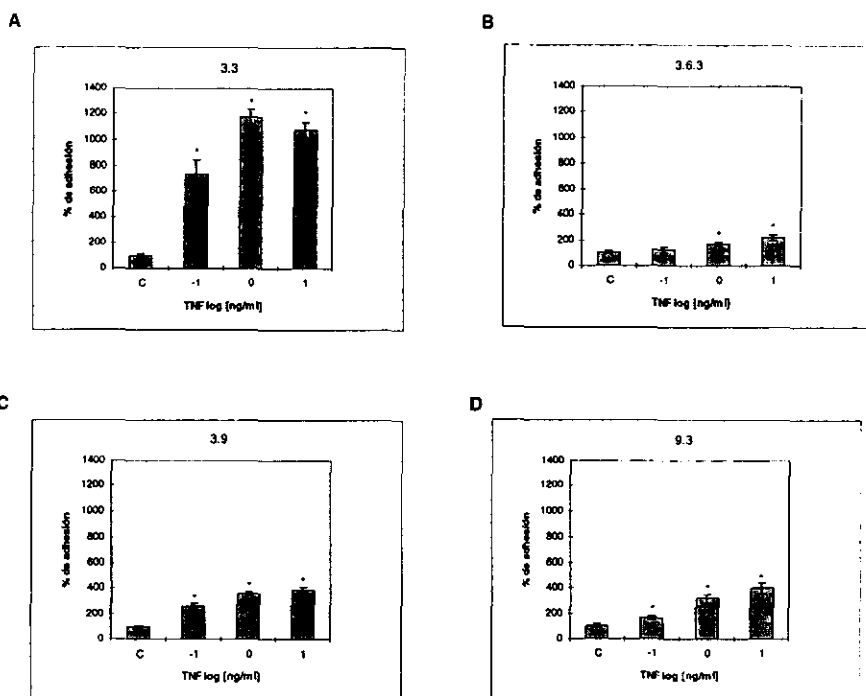 A
3.3
1400
1200
1000
800
600
400
200
0
% de adhesión
* * *
C -1 0 1
TNF log [ng/ml]
B
3.6.3
1400
1200
1000
800
600
400
200
0
% de adhesión
* *
C -1 0 1
TNF log [ng/ml]
C
3.9
1400
1200
1000
800
600
400
200
0
% de adhesión
* * *
C -1 0 1
TNF log [ng/ml]
D
9.3
1400
1200
1000
800
600
400
200
0
% de adhesión
* * *
C -1 0 1
TNF log [ng/ml]